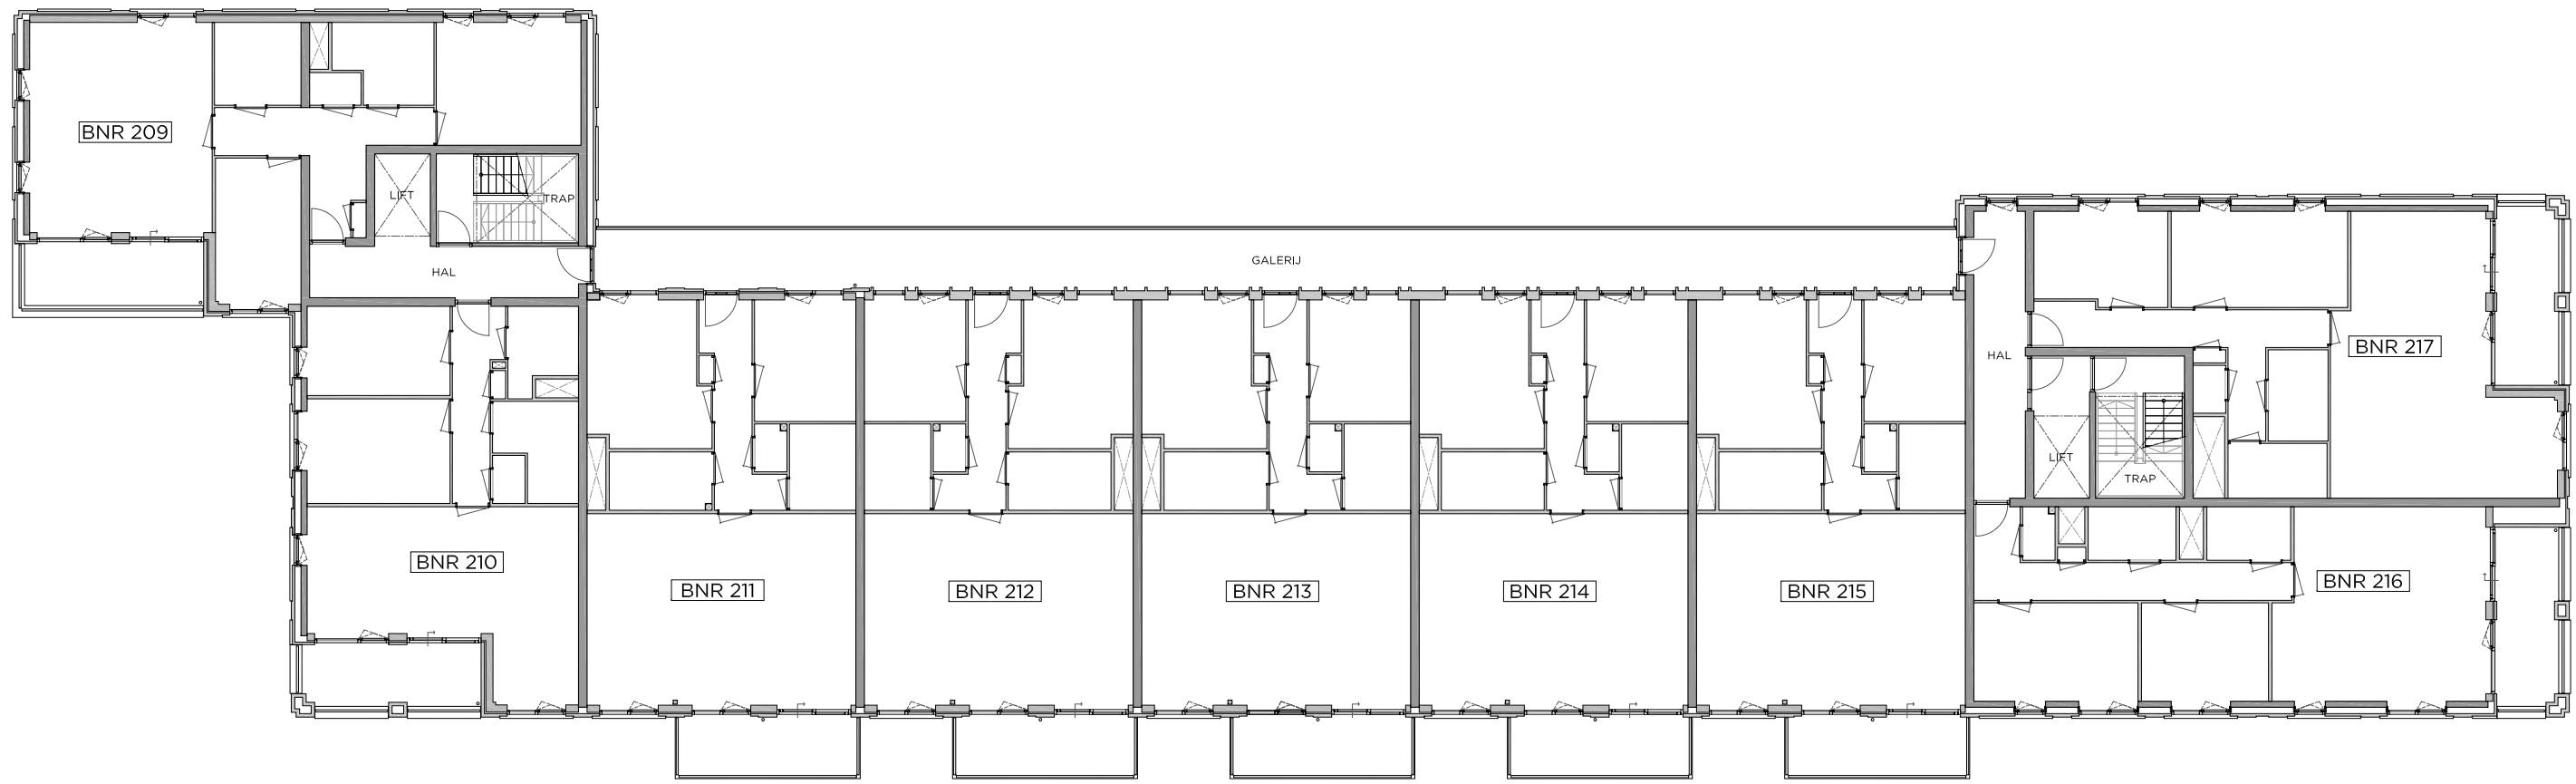 BNR 209
LIFT
TRAP
HAL
GALERIJ
HAL
BNR 217
LIFT
TRAP
BNR 210
BNR 211
BNR 212
BNR 213
BNR 214
BNR 215
BNR 216